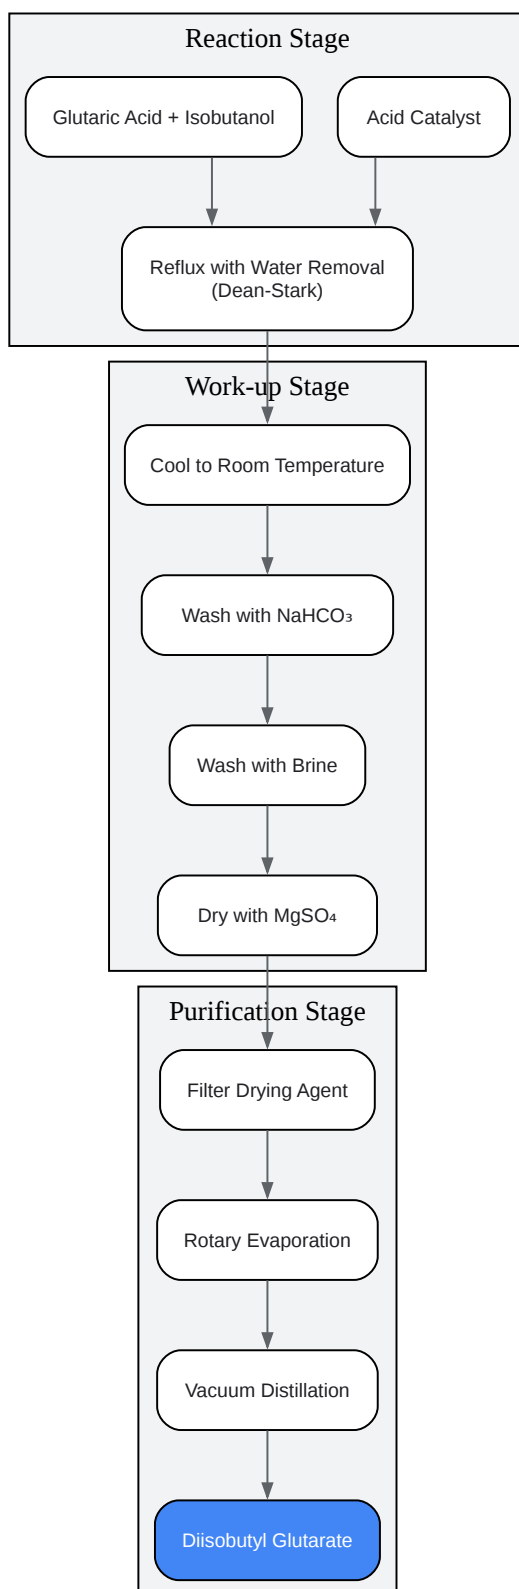 Reaction Stage
Glutaric Acid + Isobutanol
Acid Catalyst
Reflux with Water Removal
(Dean-Stark)
Work-up Stage
Cool to Room Temperature
Wash with NaHCO₃
Wash with Brine
Dry with MgSO₄
Purification Stage
Filter Drying Agent
Rotary Evaporation
Vacuum Distillation
Diisobutyl Glutarate